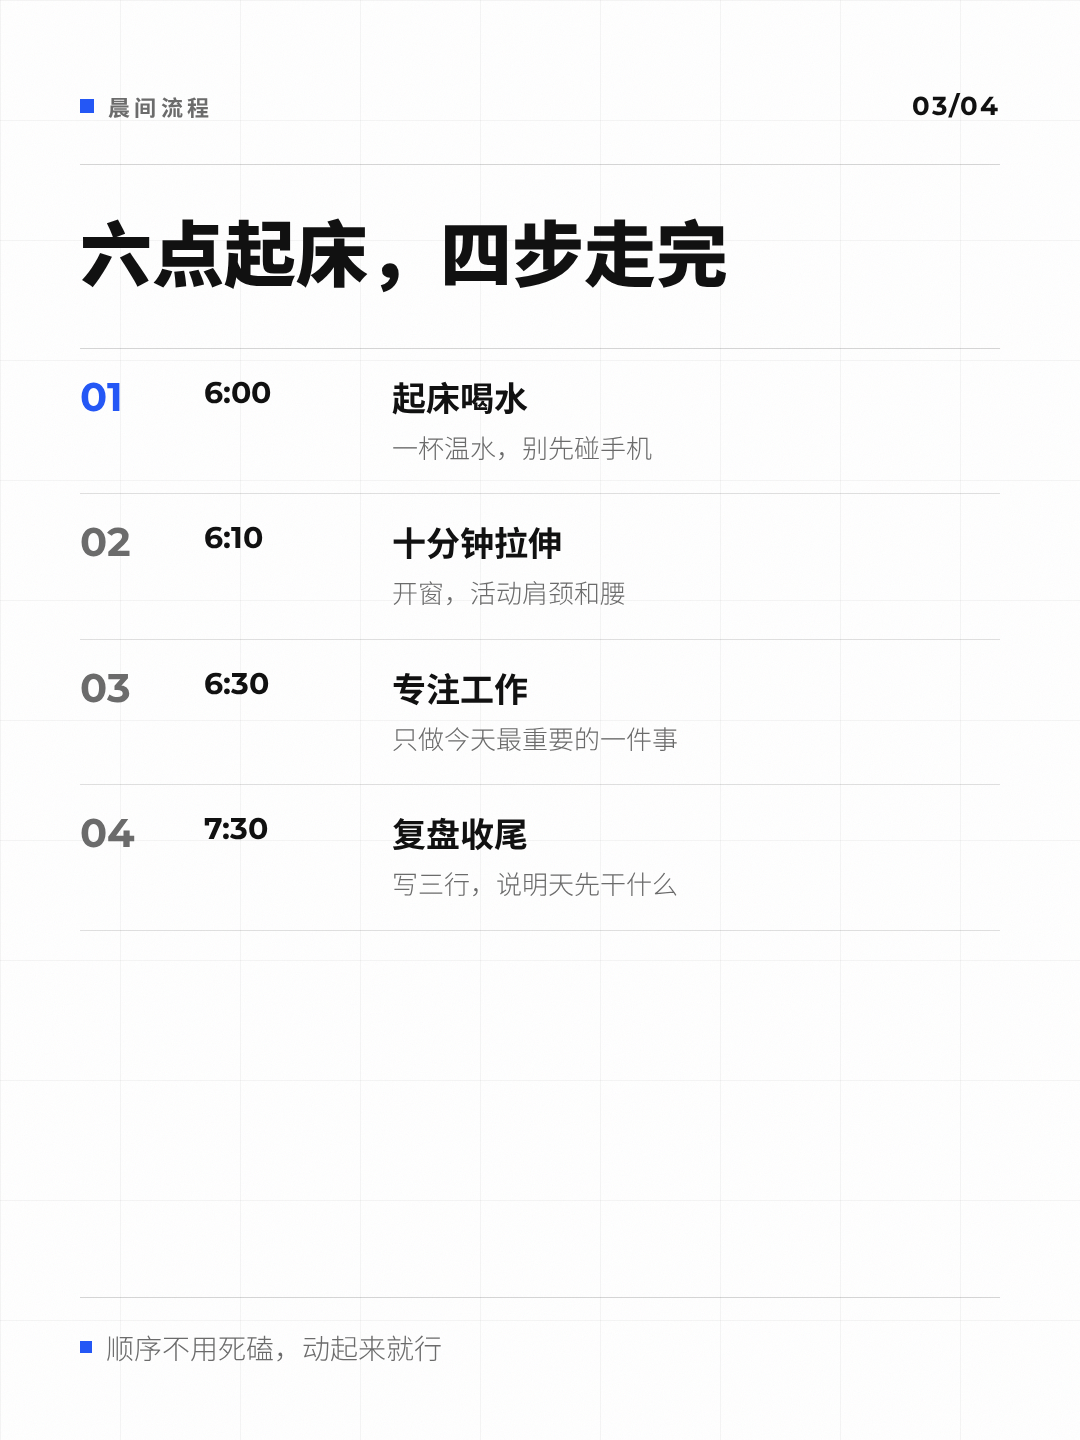 晨间流程
03/04
六点起床，四步走完
01
6:00
起床喝水
一杯温水，别先碰手机
02
6:10
十分钟拉伸
开窗，活动肩颈和腰
03
6:30
专注工作
只做今天最重要的一件事
04
7:30
复盘收尾
写三行，说明天先干什么
顺序不用死磕，动起来就行